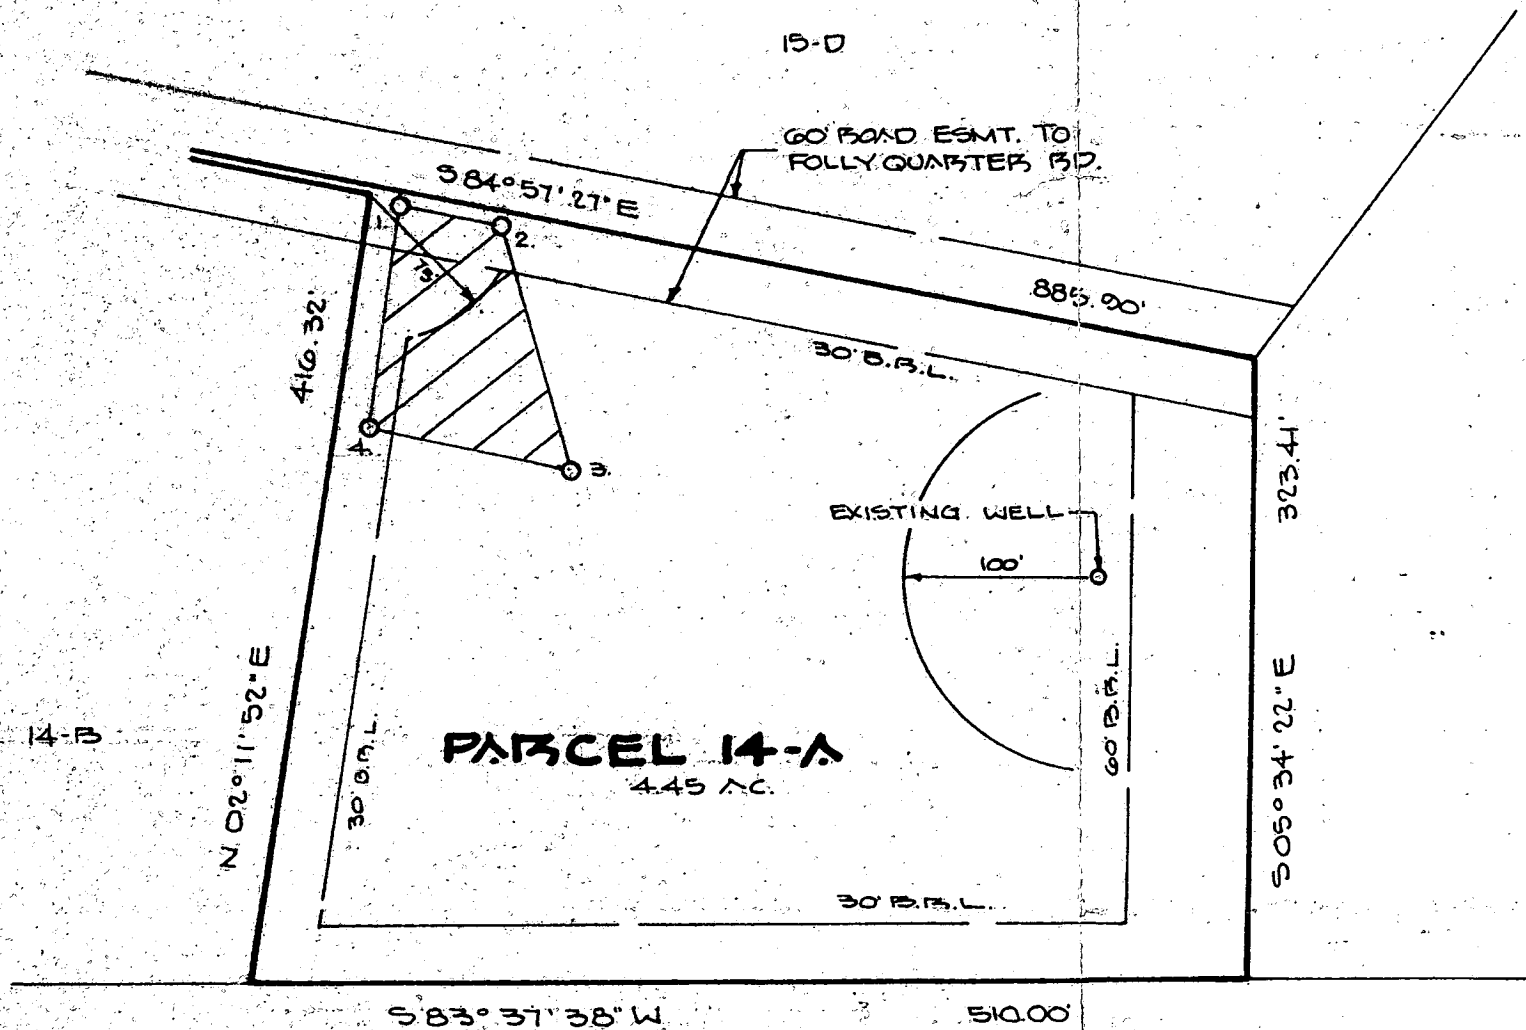 15-D
60' ROAD ESMT. TO
FOLLY QUARTER RD.
S 84° 57' 27" E
1.
2.
75'
885.90'
416.32'
30' B.R.L.
4.
3.
323.41'
EXISTING WELL
100'
N 02° 11' 52" E
14-B
30' B.R.L.
PARCEL 14-A
4.45 AC.
60' B.R.L.
S 05° 34' 22" E
30' B.R.L.
S 83° 37' 38" W
510.00'